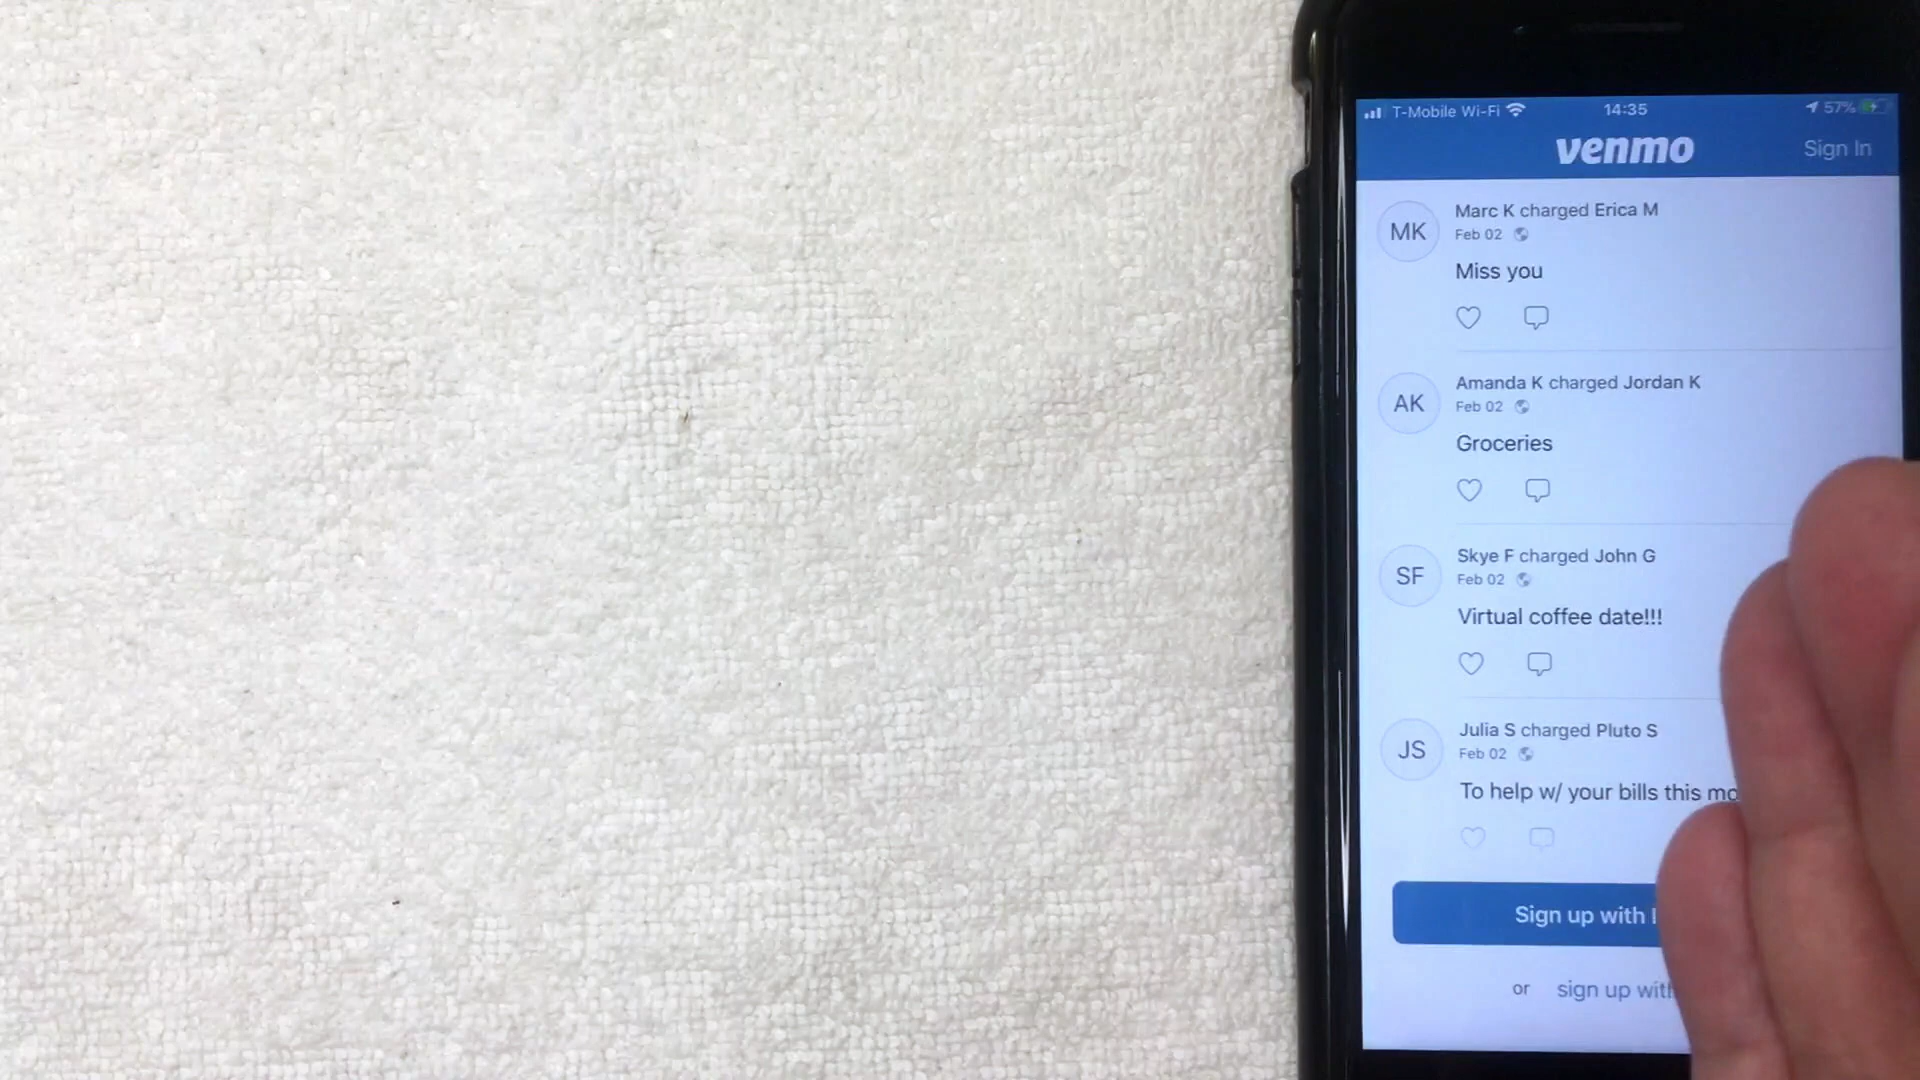 T-Mobile Wi-Fi 14:35 57%
venmo Sign In
MK Marc K charged Erica M
Feb 02
Miss you
AK Amanda K charged Jordan K
Feb 02
Groceries
SF Skye F charged John G
Feb 02
Virtual coffee date!!!
JS Julia S charged Pluto S
Feb 02
To help w/ your bills this
Sign up with
or sign up with